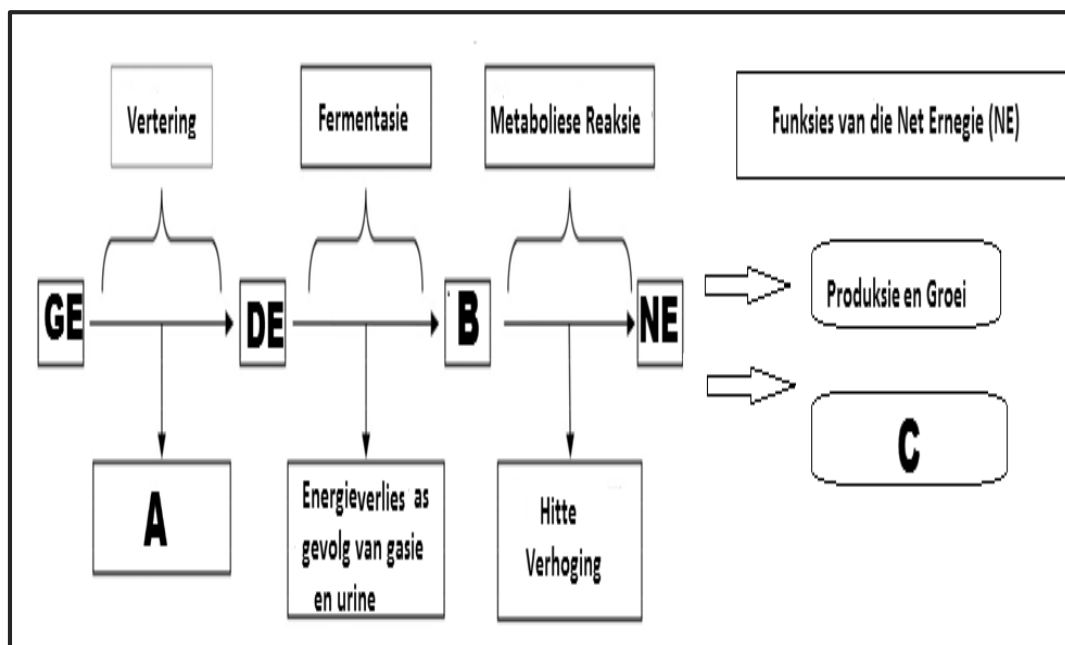 Vertering
Fermentasie
Metaboliese Reaksie
Funksies van die Net Ernegie (NE)
GE
DE
B
NE
Produksie en Groei
C
A
Energieverlies as
gevolg van gasie
en urine
Hitte
Verhoging